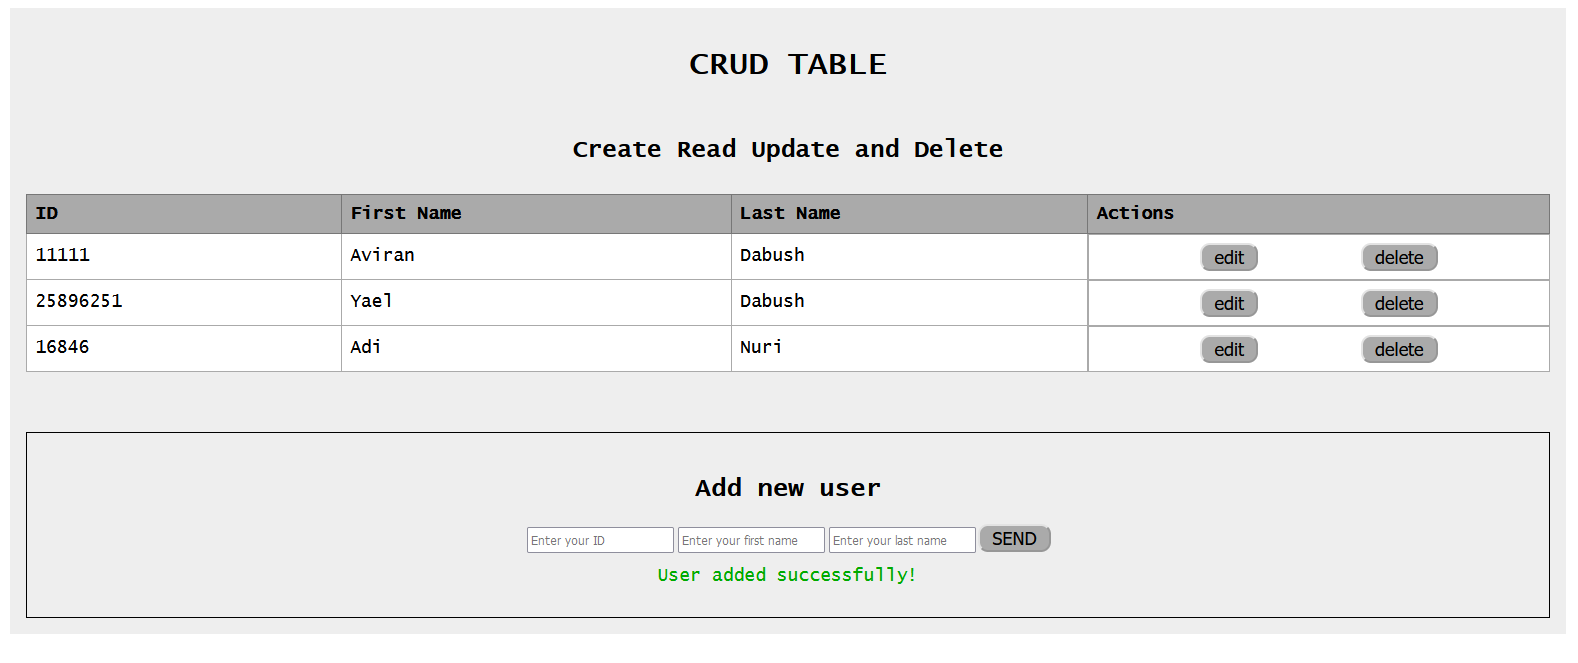 CRUD TABLE
Create Read Update and Delete
ID First Name Last Name Actions
11111 Aviran Dabush edit delete
25896251 Yael Dabush edit delete
16846 Adi Nuri edit delete
Add new user
Enter your ID Enter your first name Enter your last name SEND
User added successfully!